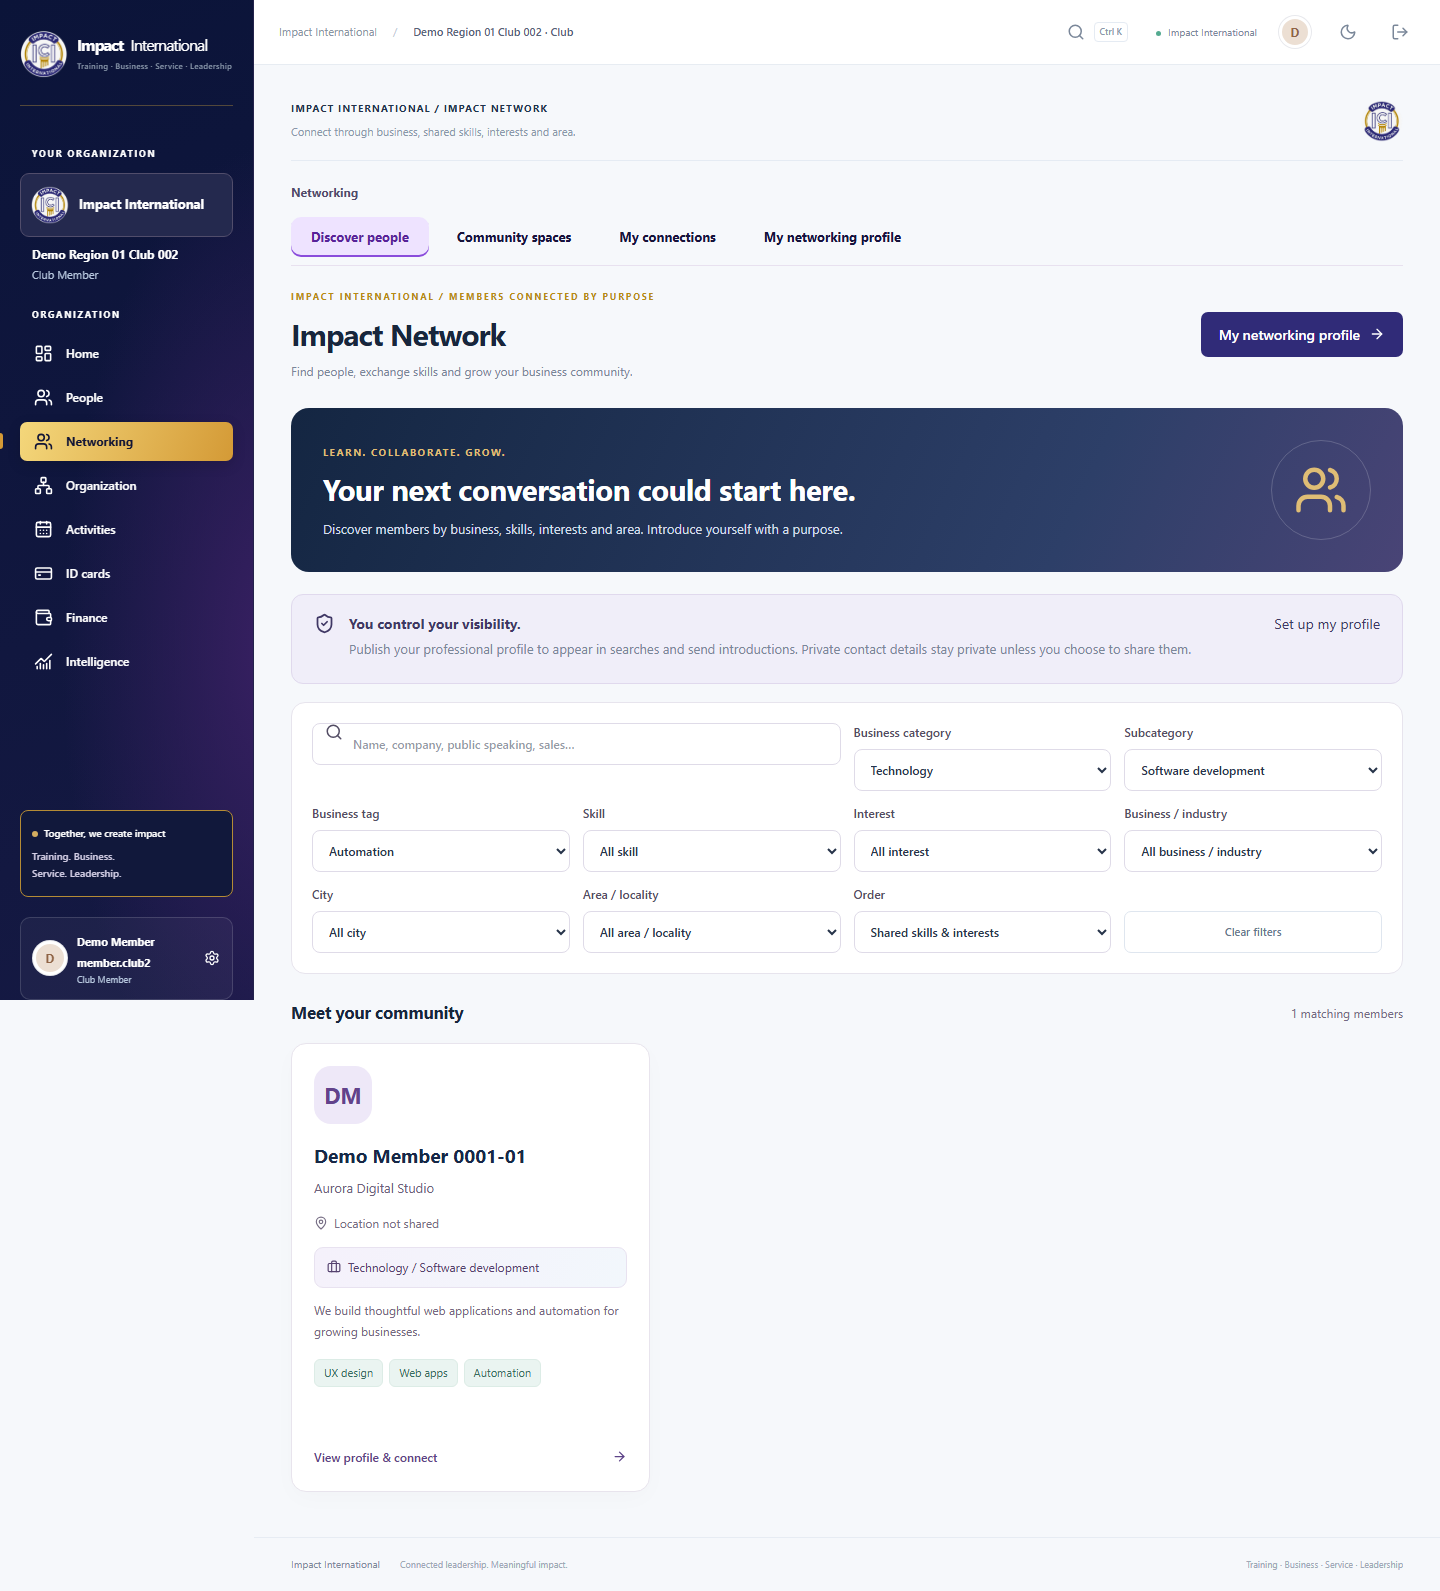 Impact International
Training · Business · Service · Leadership
YOUR ORGANIZATION
Impact International
Demo Region 01 Club 002
Club Member
ORGANIZATION
Home
People
Networking
Organization
Activities
ID cards
Finance
Intelligence
Together, we create impact
Training. Business.
Service. Leadership.
D
Demo Member
member.club2
Club Member
Impact International / Demo Region 01 Club 002 · Club
Ctrl K
Impact International
D
IMPACT INTERNATIONAL / IMPACT NETWORK
Connect through business, shared skills, interests and area.
Networking
Discover people
Community spaces
My connections
My networking profile
IMPACT INTERNATIONAL / MEMBERS CONNECTED BY PURPOSE
Impact Network
Find people, exchange skills and grow your business community.
My networking profile
LEARN. COLLABORATE. GROW.
Your next conversation could start here.
Discover members by business, skills, interests and area. Introduce yourself with a purpose.
You control your visibility.
Publish your professional profile to appear in searches and send introductions. Private contact details stay private unless you choose to share them.
Set up my profile
Name, company, public speaking, sales...
Business category
Technology
Subcategory
Software development
Business tag
Automation
Skill
All skill
Interest
All interest
Business / industry
All business / industry
City
All city
Area / locality
All area / locality
Order
Shared skills & interests
Clear filters
Meet your community
1 matching members
DM
Demo Member 0001-01
Aurora Digital Studio
Location not shared
Technology / Software development
We build thoughtful web applications and automation for
growing businesses.
UX design
Web apps
Automation
View profile & connect
Impact International
Connected leadership. Meaningful impact.
Training · Business · Service · Leadership